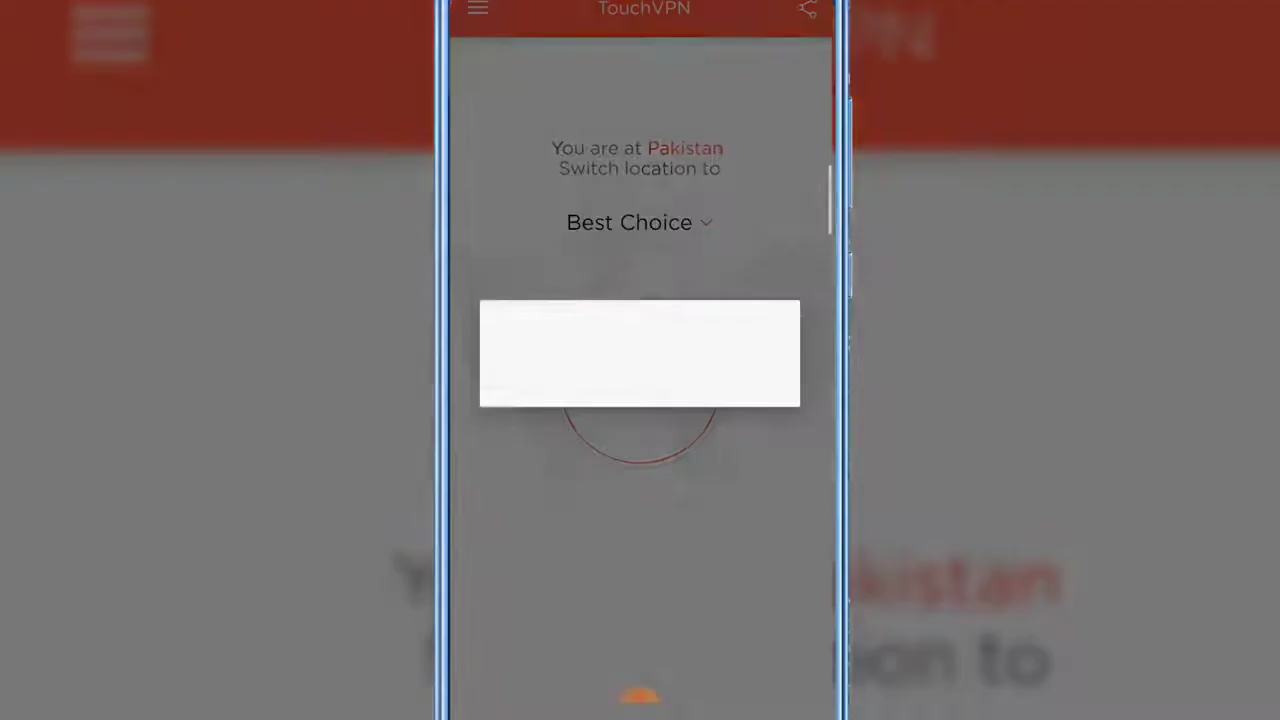 TouchVPN
You are at Pakistan
Switch location to
Best Choice